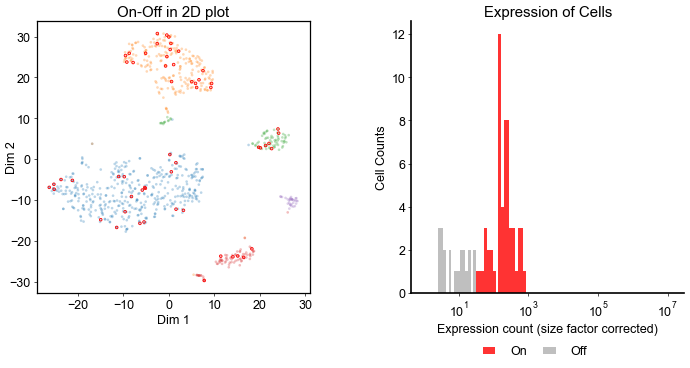 On-Off in 2D plot
Dim 2
30
20
10
0
−10
−20
−30
−20 −10 0 10 20 30
Dim 1
Expression of Cells
Cell Counts
12
10
8
6
4
2
0
10^1 10^3 10^5 10^7
Expression count (size factor corrected)
On Off